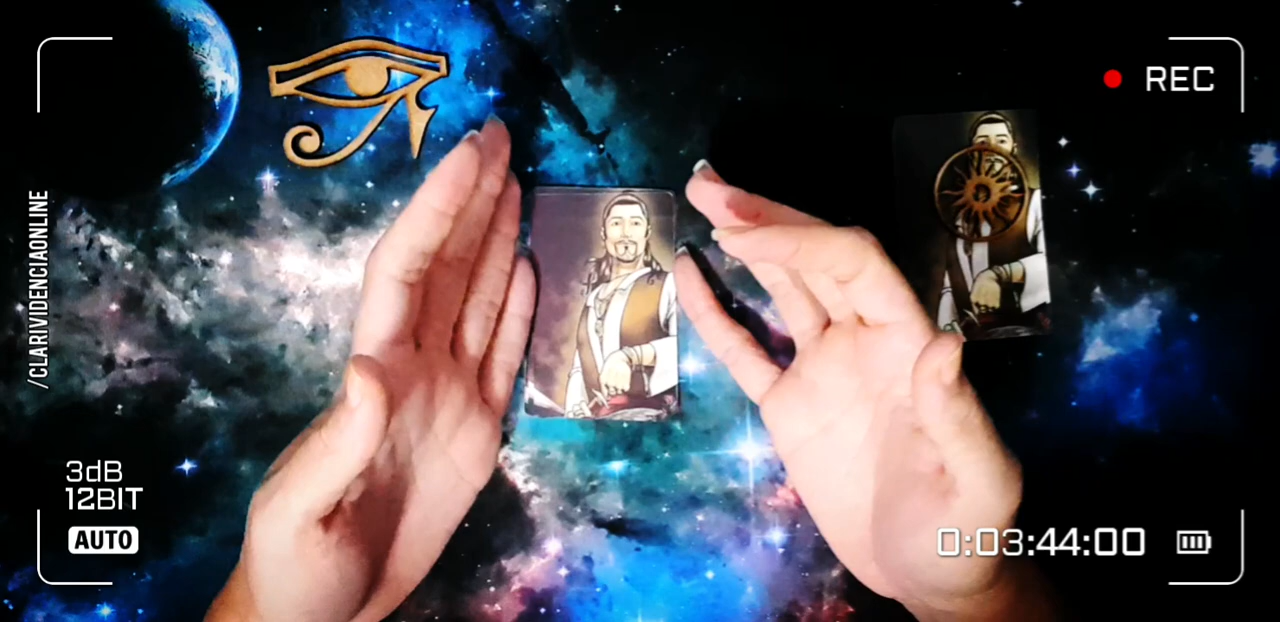 REC
/CLARIVIDENCIAONLINE
3dB
12BIT
AUTO
0:03:44:00